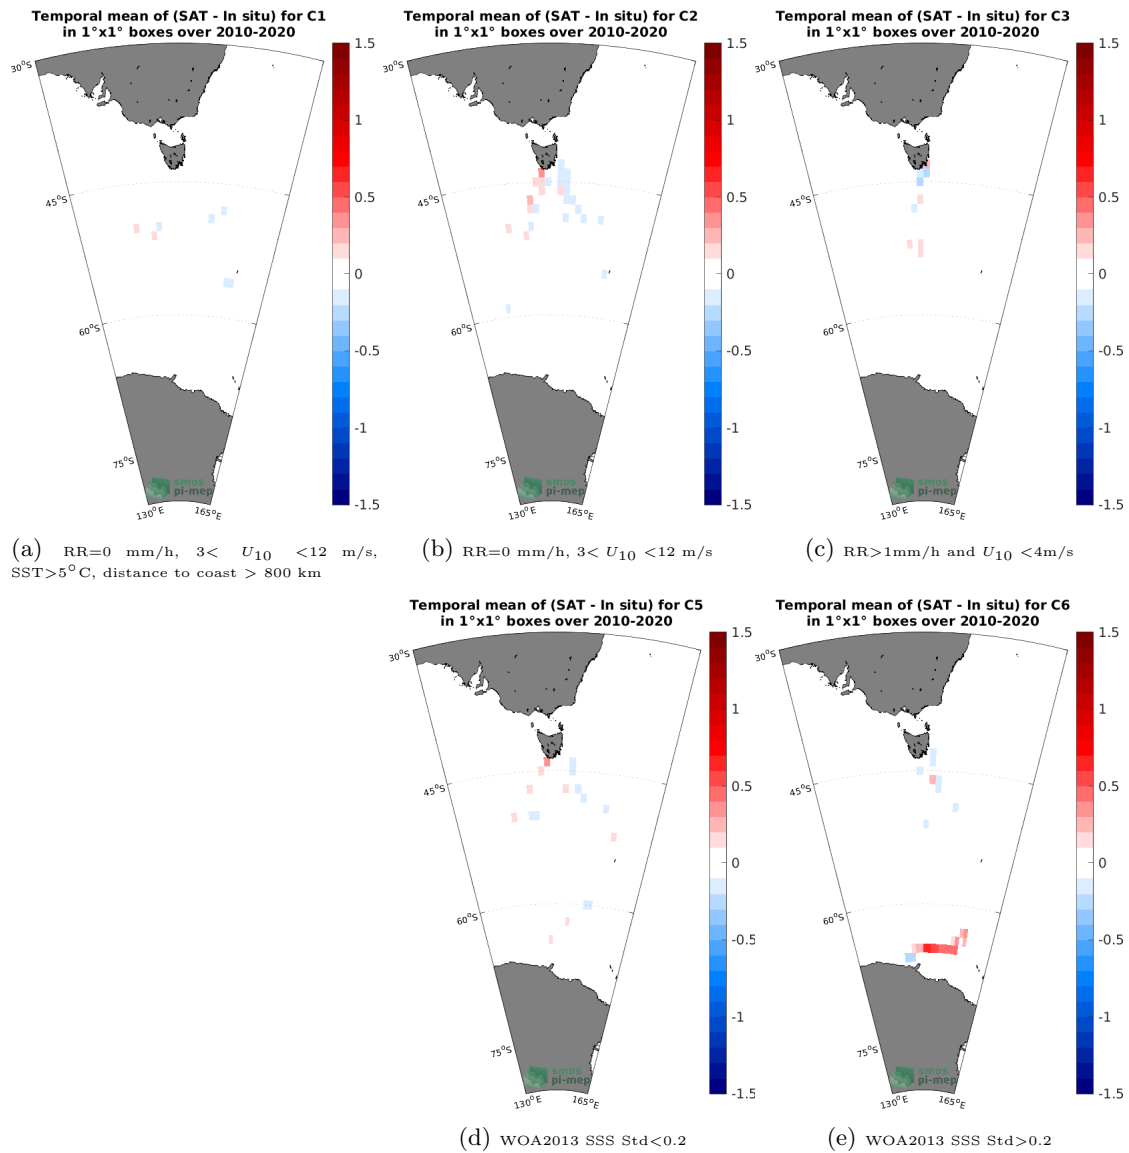 Temporal mean of (SAT - In situ) for C1
in 1°x1° boxes over 2010-2020
30°S
45°S
60°S
75°S
130°E
165°E
1.5
1
0.5
0
-0.5
-1
-1.5
smos
pi-mep
(a) RR=0 mm/h, 3< U10 <12 m/s,
SST>5°C, distance to coast > 800 km
Temporal mean of (SAT - In situ) for C2
in 1°x1° boxes over 2010-2020
30°S
45°S
60°S
75°S
130°E
165°E
1.5
1
0.5
0
-0.5
-1
-1.5
smos
pi-mep
(b) RR=0 mm/h, 3< U10 <12 m/s
Temporal mean of (SAT - In situ) for C3
in 1°x1° boxes over 2010-2020
30°S
45°S
60°S
75°S
130°E
165°E
1.5
1
0.5
0
-0.5
-1
-1.5
smos
pi-mep
(c) RR>1mm/h and U10 <4m/s
Temporal mean of (SAT - In situ) for C5
in 1°x1° boxes over 2010-2020
30°S
45°S
60°S
75°S
130°E
165°E
1.5
1
0.5
0
-0.5
-1
-1.5
smos
pi-mep
(d) WOA2013 SSS Std<0.2
Temporal mean of (SAT - In situ) for C6
in 1°x1° boxes over 2010-2020
30°S
45°S
60°S
75°S
130°E
165°E
1.5
1
0.5
0
-0.5
-1
-1.5
smos
pi-mep
(e) WOA2013 SSS Std>0.2